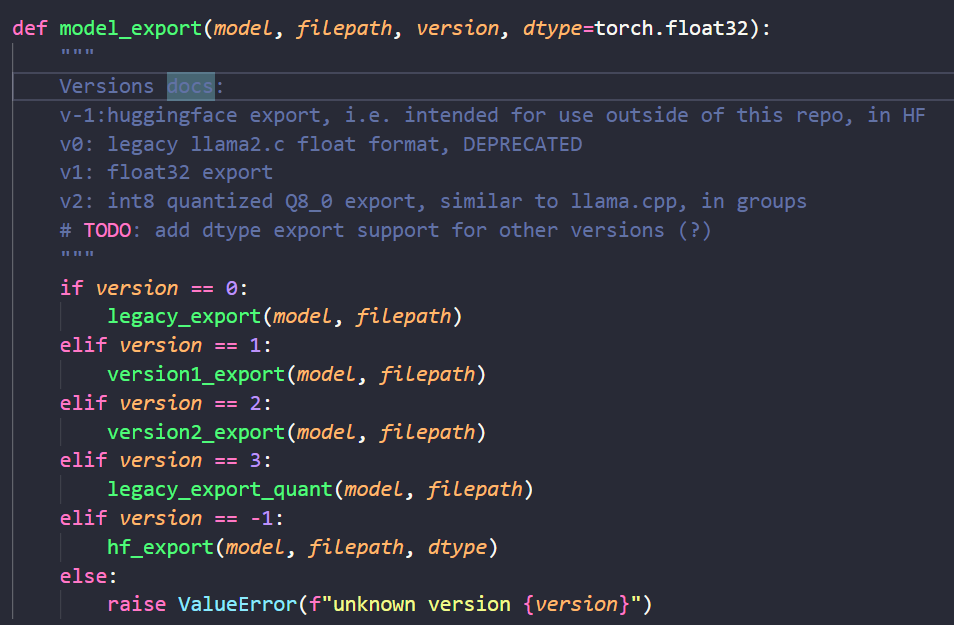 def model_export(model, filepath, version, dtype=torch.float32):
    """
    Versions docs:
    v-1:huggingface export, i.e. intended for use outside of this repo, in HF
    v0: legacy llama2.c float format, DEPRECATED
    v1: float32 export
    v2: int8 quantized Q8_0 export, similar to llama.cpp, in groups
    # TODO: add dtype export support for other versions (?)
    """
    if version == 0:
        legacy_export(model, filepath)
    elif version == 1:
        version1_export(model, filepath)
    elif version == 2:
        version2_export(model, filepath)
    elif version == 3:
        legacy_export_quant(model, filepath)
    elif version == -1:
        hf_export(model, filepath, dtype)
    else:
        raise ValueError(f"unknown version {version}")